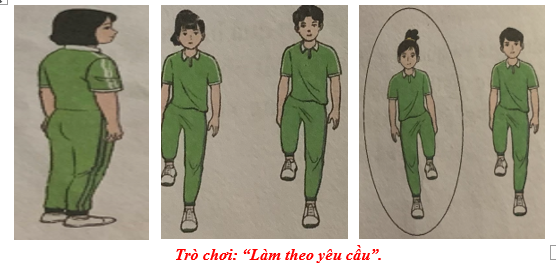 Trò chơi: “Làm theo yêu cầu”.